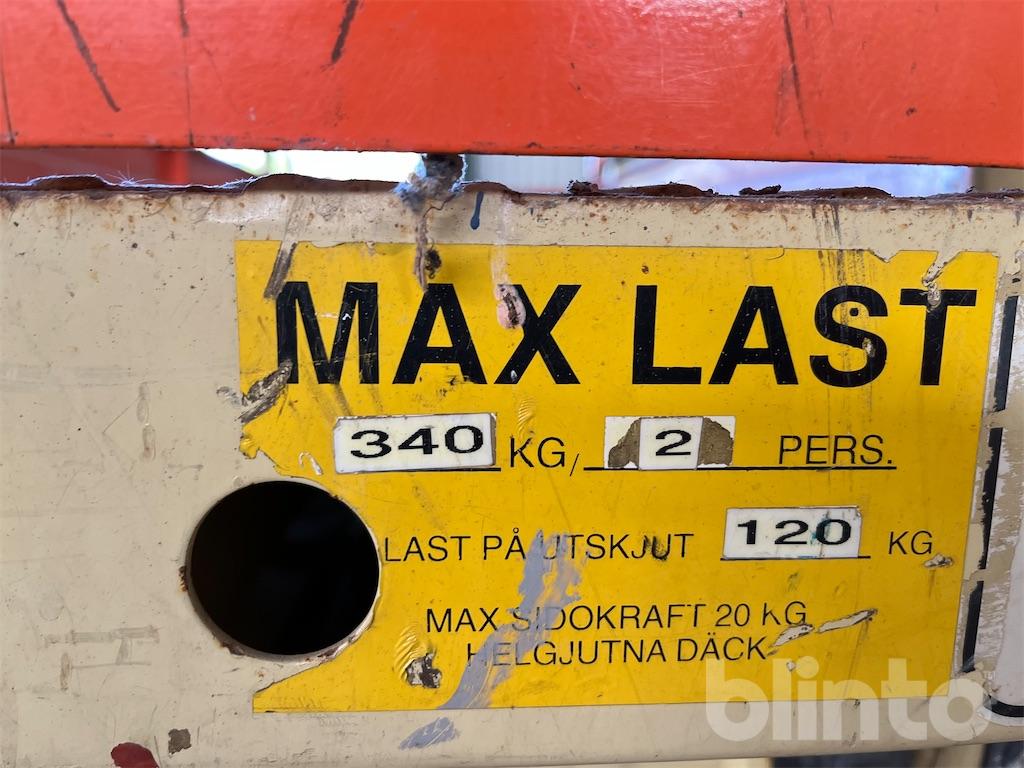 MAX LAST
340 KG/ 2 PERS.
LAST PÅ UTSKJUT 120 KG
MAX SIDOKRAFT 20 KG
HELGJUTNA DÄCK
blinto